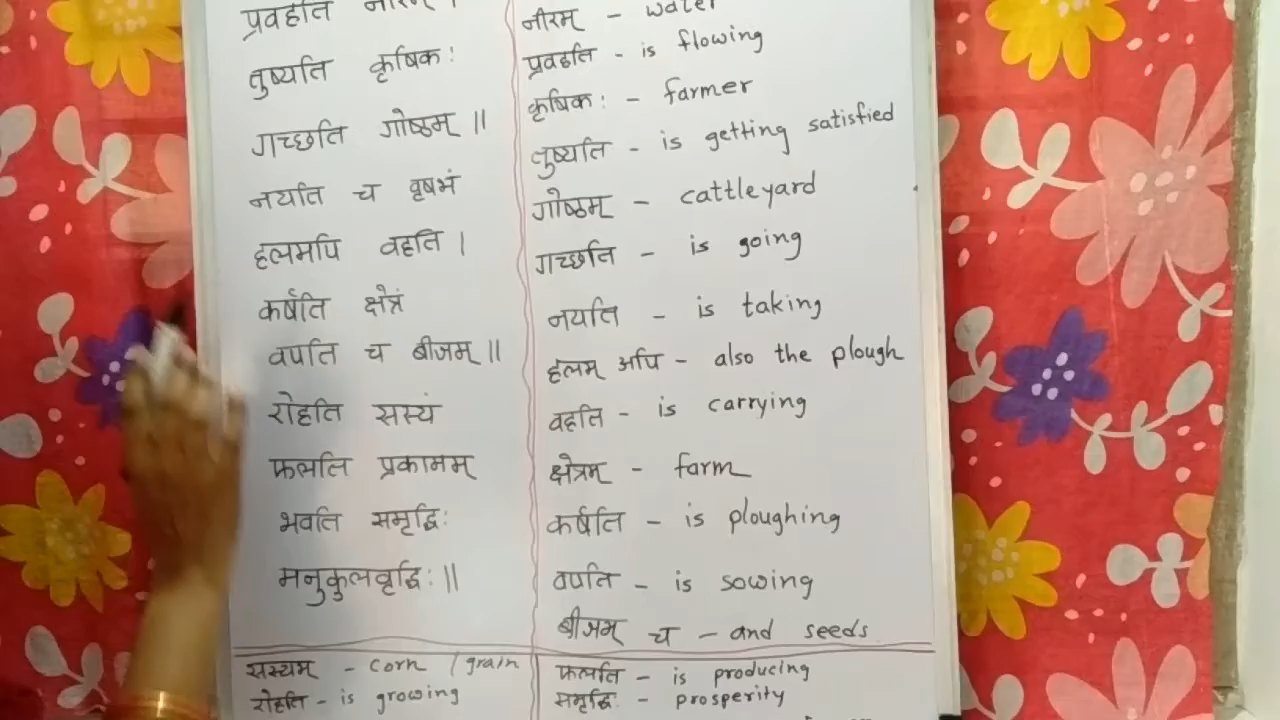 प्रवहति नीरम् ।
तुष्यति कृषिकः
गच्छति गोष्ठम् ॥
नयति च वृषभं
हलमपि वहति ।
कर्षति क्षेत्रं
वपति च बीजम् ॥
रोहति सस्यं
फलति प्रकामम्
भवति समृद्धिः
मनुकुलवृद्धिः ॥
नीरम् - water
प्रवहति - is flowing
कृषिकः - farmer
तुष्यति - is getting satisfied
गोष्ठम् - cattleyard
गच्छति - is going
नयति - is taking
हलम् अपि - also the plough
वहति - is carrying
क्षेत्रम् - farm
कर्षति - is ploughing
वपति - is sowing
बीजम् च - and seeds
सस्यम् - corn / grain
रोहति - is growing
फलति - is producing
समृद्धिः - prosperity